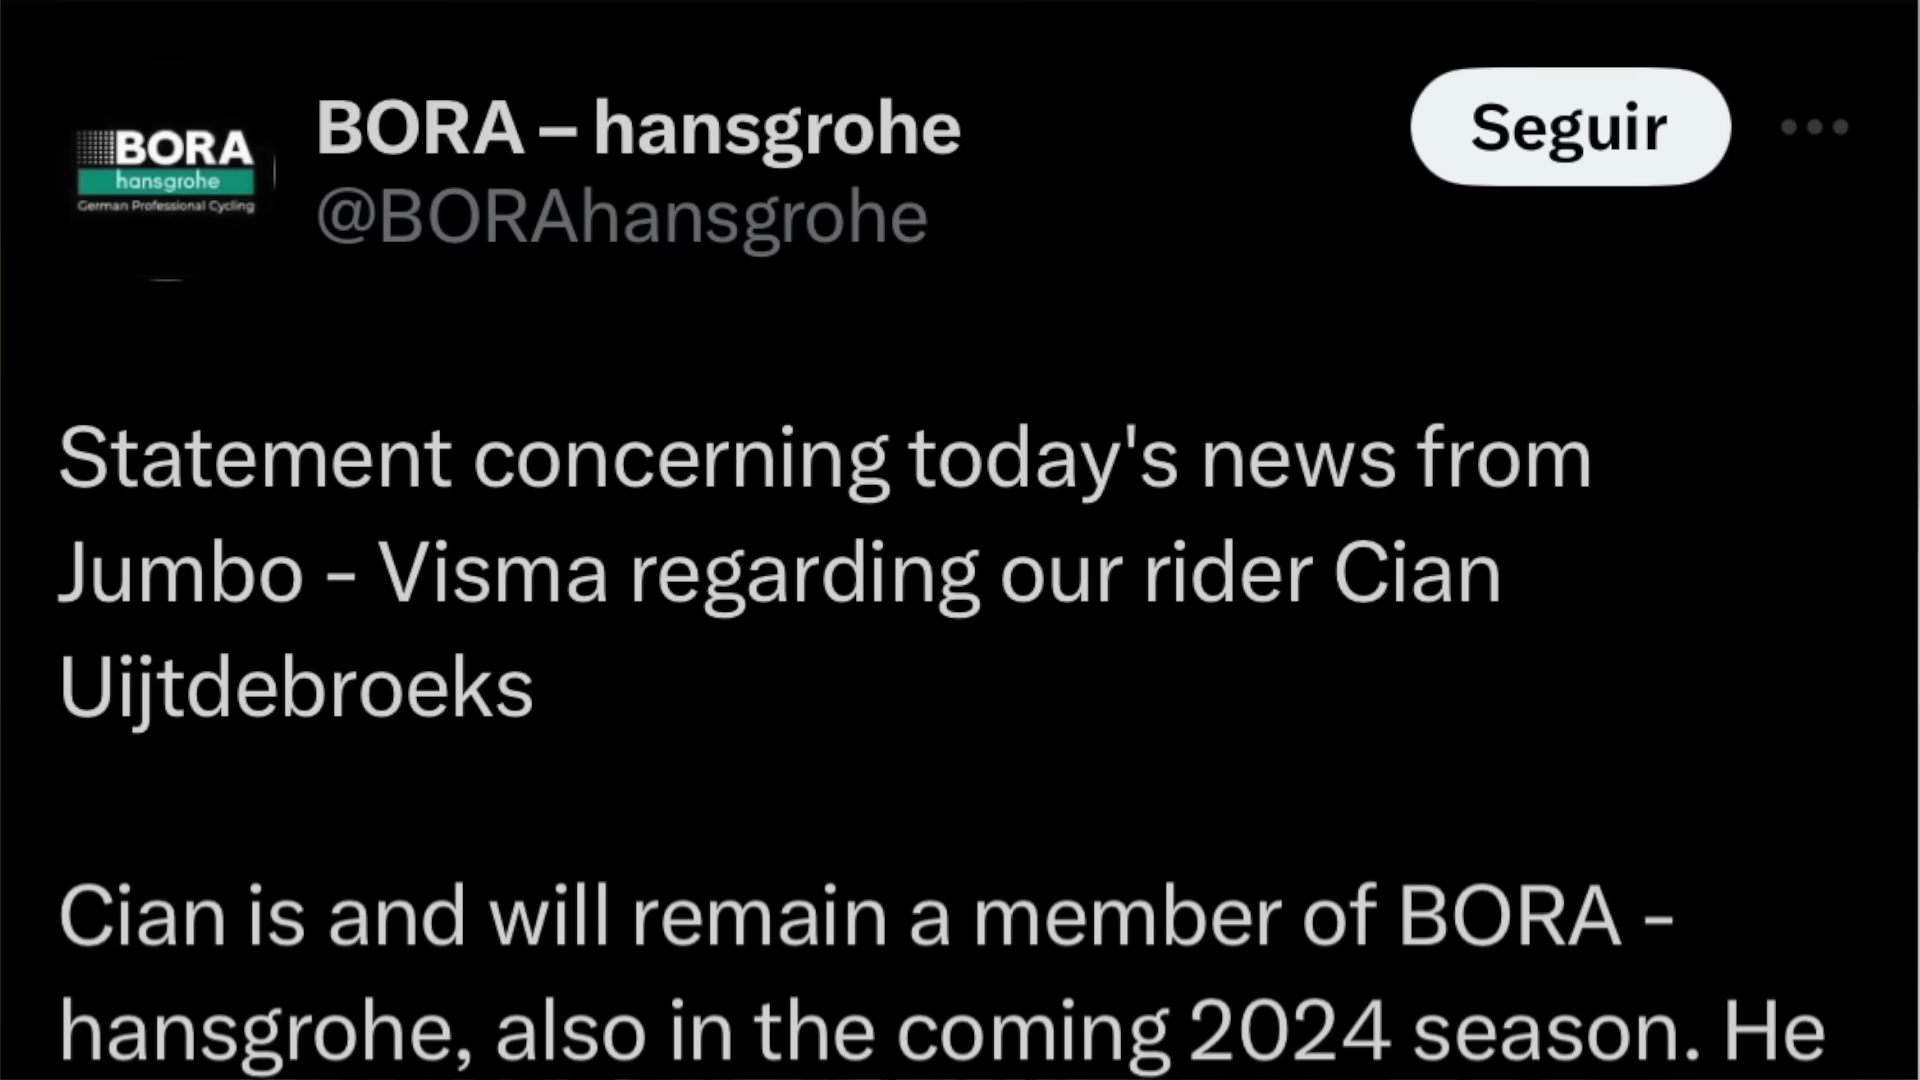 BORA
hansgrohe
German Professional Cycling
BORA – hansgrohe
@BORAhansgrohe
Seguir
Statement concerning today's news from
Jumbo - Visma regarding our rider Cian
Uijtdebroeks
Cian is and will remain a member of BORA -
hansgrohe, also in the coming 2024 season. He